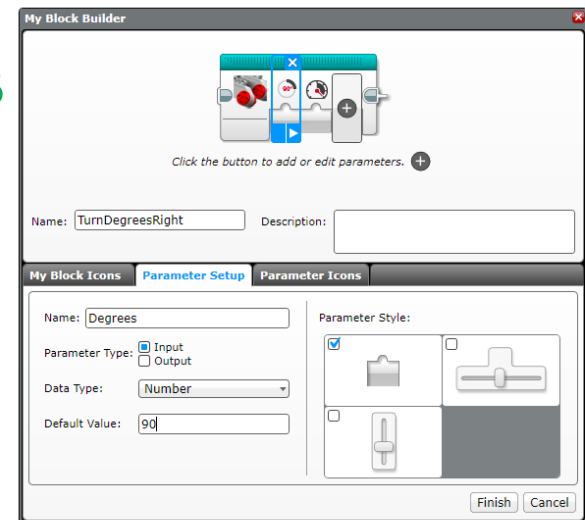 My Block Builder
90°
Click the button to add or edit parameters.
Name: TurnDegreesRight Description:
My Block Icons Parameter Setup Parameter Icons
Name: Degrees
Parameter Type: Input
Output
Data Type: Number
Default Value: 90
Parameter Style:
Finish Cancel